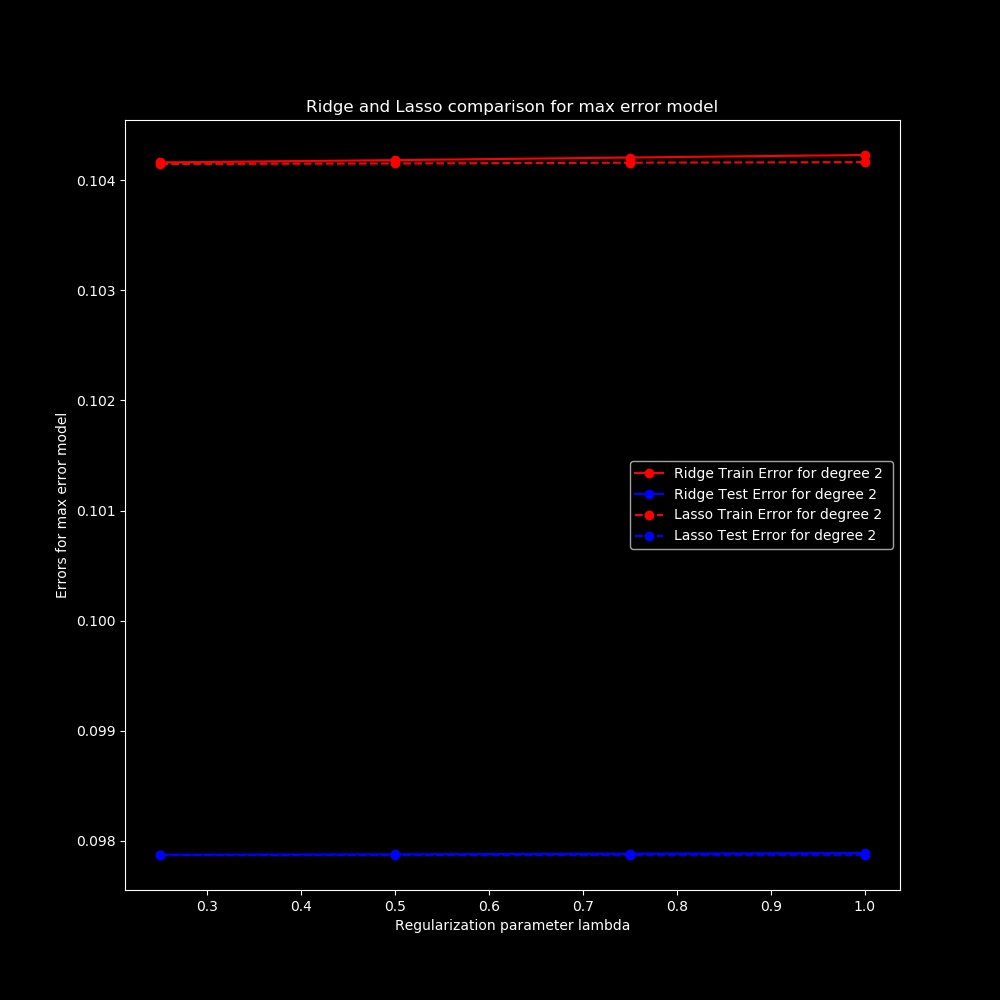 Ridge and Lasso comparison for max error model
0.104
0.103
0.102
0.101
0.100
0.099
0.098
Errors for max error model
Ridge Train Error for degree 2
Ridge Test Error for degree 2
Lasso Train Error for degree 2
Lasso Test Error for degree 2
0.3 0.4 0.5 0.6 0.7 0.8 0.9 1.0
Regularization parameter lambda